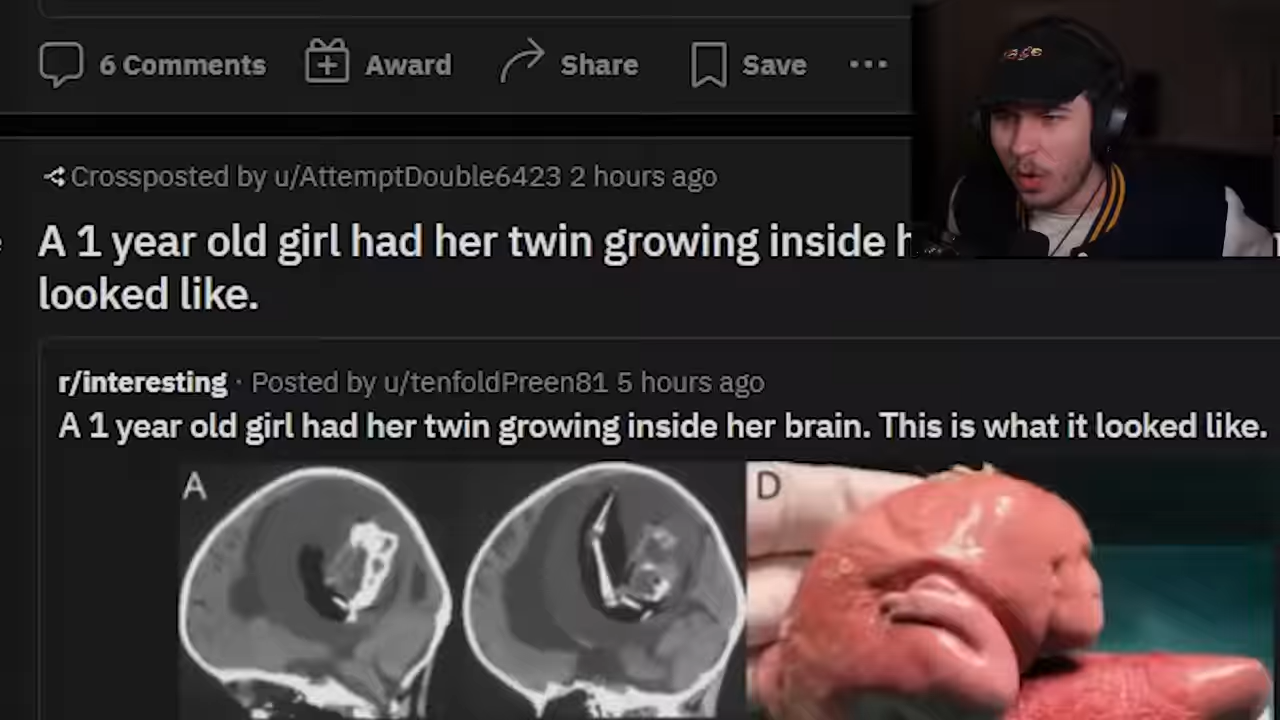 6 Comments Award Share Save
Crossposted by u/AttemptDouble6423 2 hours ago
A 1 year old girl had her twin growing inside
looked like.
r/interesting · Posted by u/tenfoldPreen81 5 hours ago
A 1 year old girl had her twin growing inside her brain. This is what it looked like.
A
D